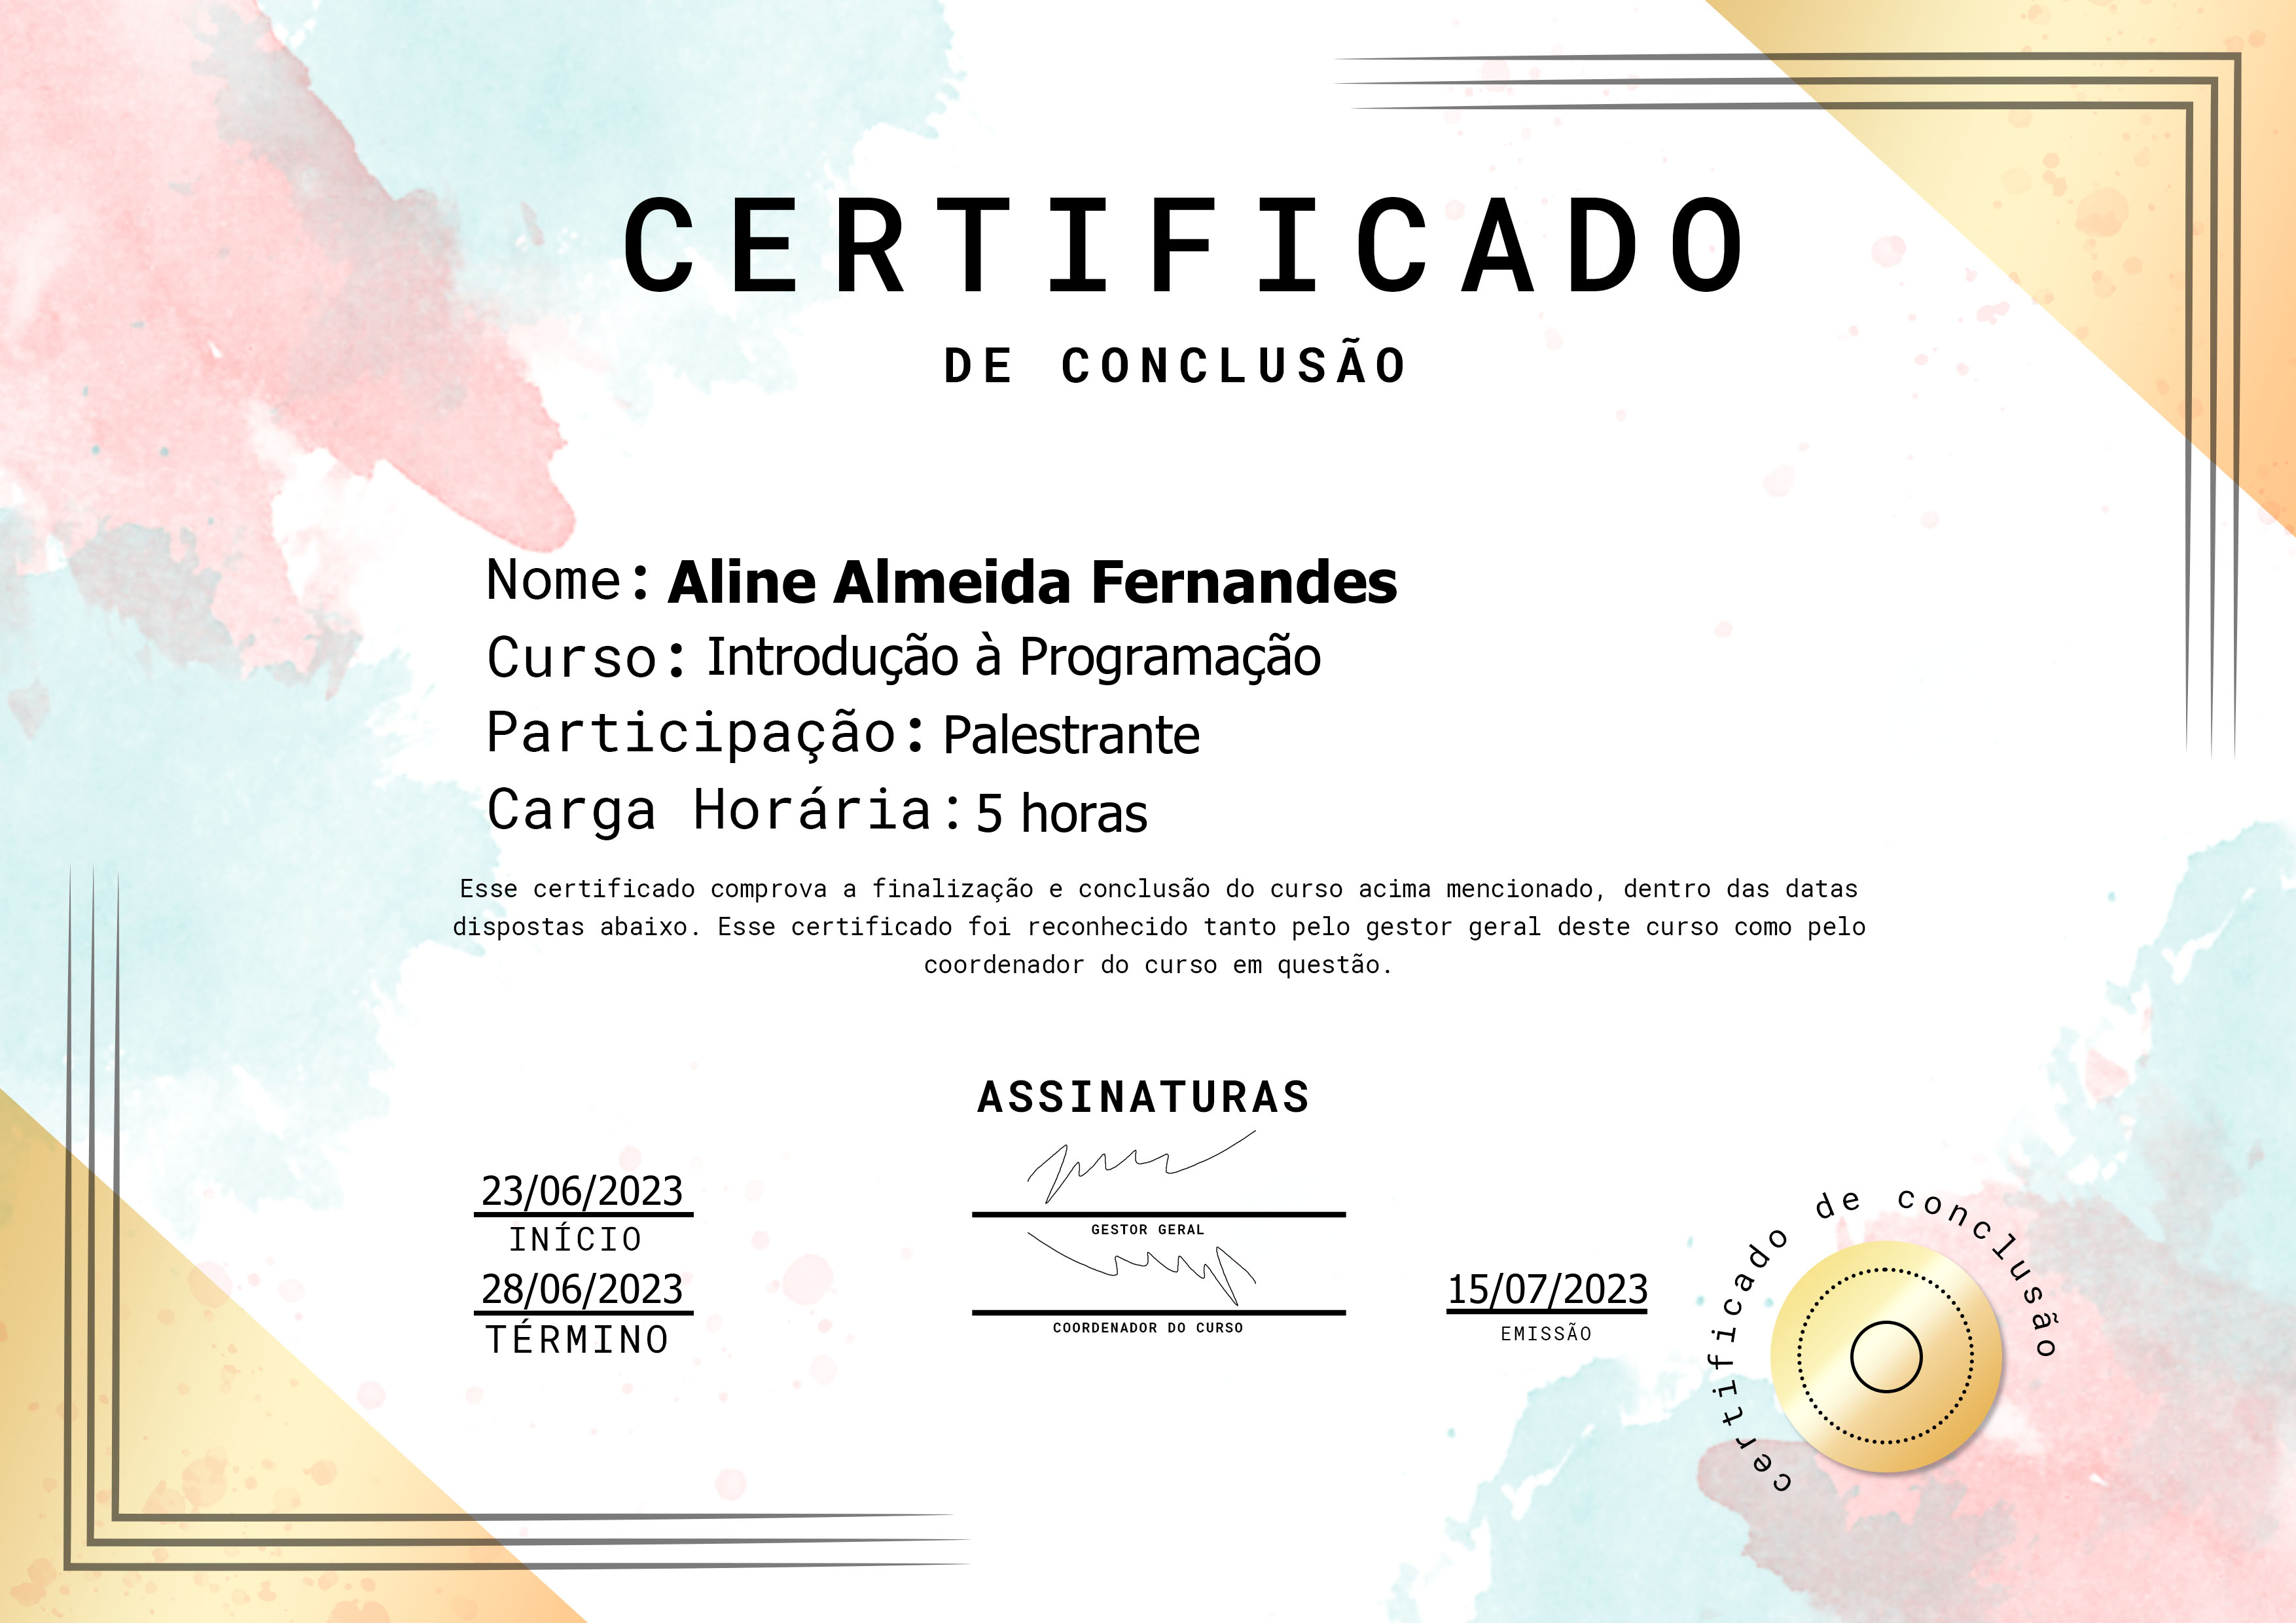 CERTIFICADO
DE CONCLUSÃO
Nome: Aline Almeida Fernandes
Curso: Introdução à Programação
Participação: Palestrante
Carga Horária: 5 horas
Esse certificado comprova a finalização e conclusão do curso acima mencionado, dentro das datas
dispostas abaixo. Esse certificado foi reconhecido tanto pelo gestor geral deste curso como pelo
coordenador do curso em questão.
ASSINATURAS
23/06/2023
INÍCIO
GESTOR GERAL
28/06/2023
TÉRMINO
COORDENADOR DO CURSO
15/07/2023
EMISSÃO
certificado de conclusão